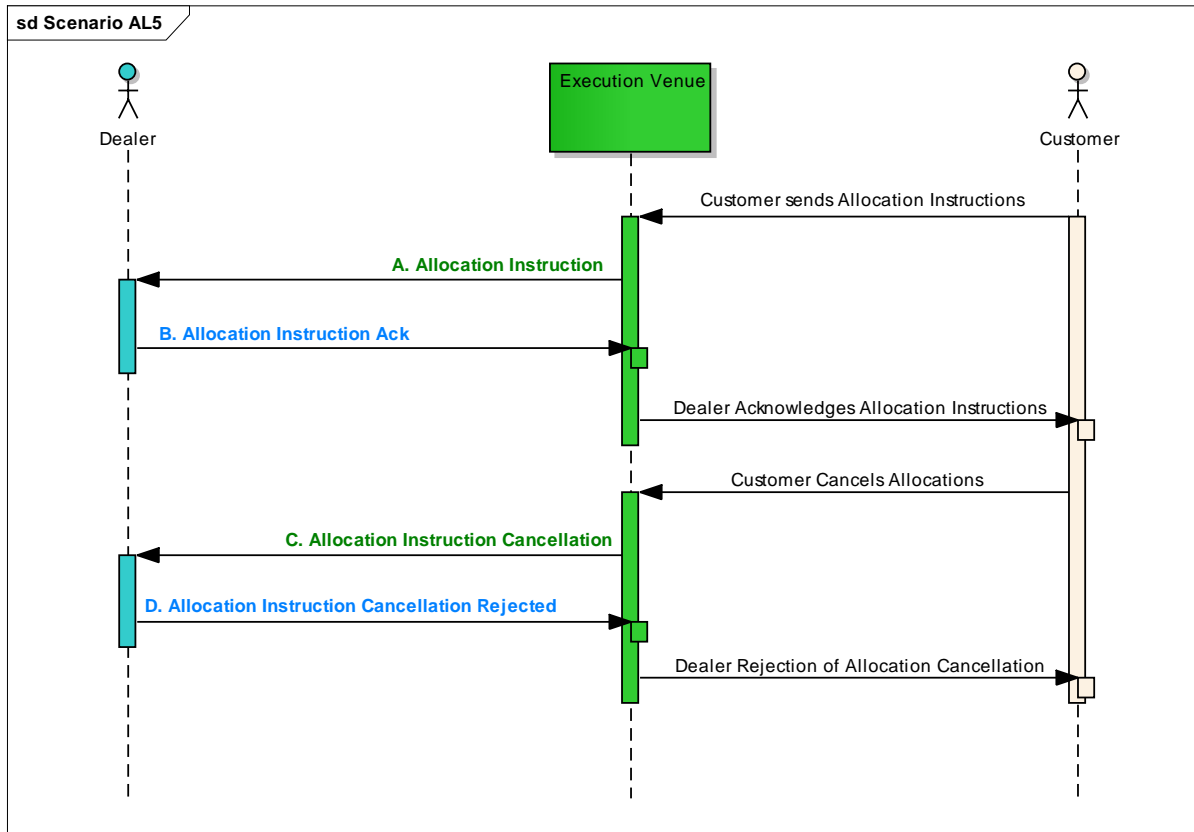 sd Scenario AL5
Dealer
Execution Venue
Customer
Customer sends Allocation Instructions
A. Allocation Instruction
B. Allocation Instruction Ack
Dealer Acknowledges Allocation Instructions
Customer Cancels Allocations
C. Allocation Instruction Cancellation
D. Allocation Instruction Cancellation Rejected
Dealer Rejection of Allocation Cancellation